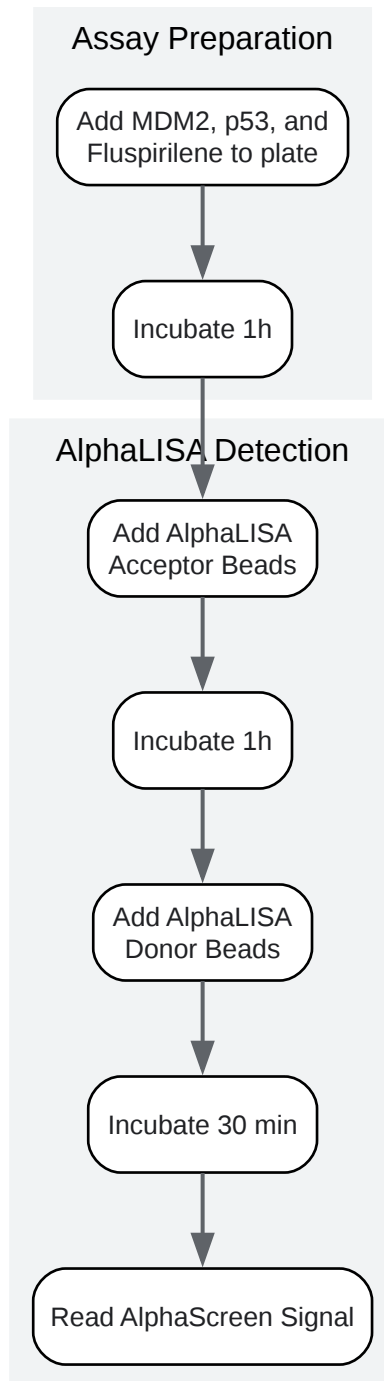 Assay Preparation
Add MDM2, p53, and
Fluspirilene to plate
Incubate 1h
AlphaLISA Detection
Add AlphaLISA
Acceptor Beads
Incubate 1h
Add AlphaLISA
Donor Beads
Incubate 30 min
Read AlphaScreen Signal